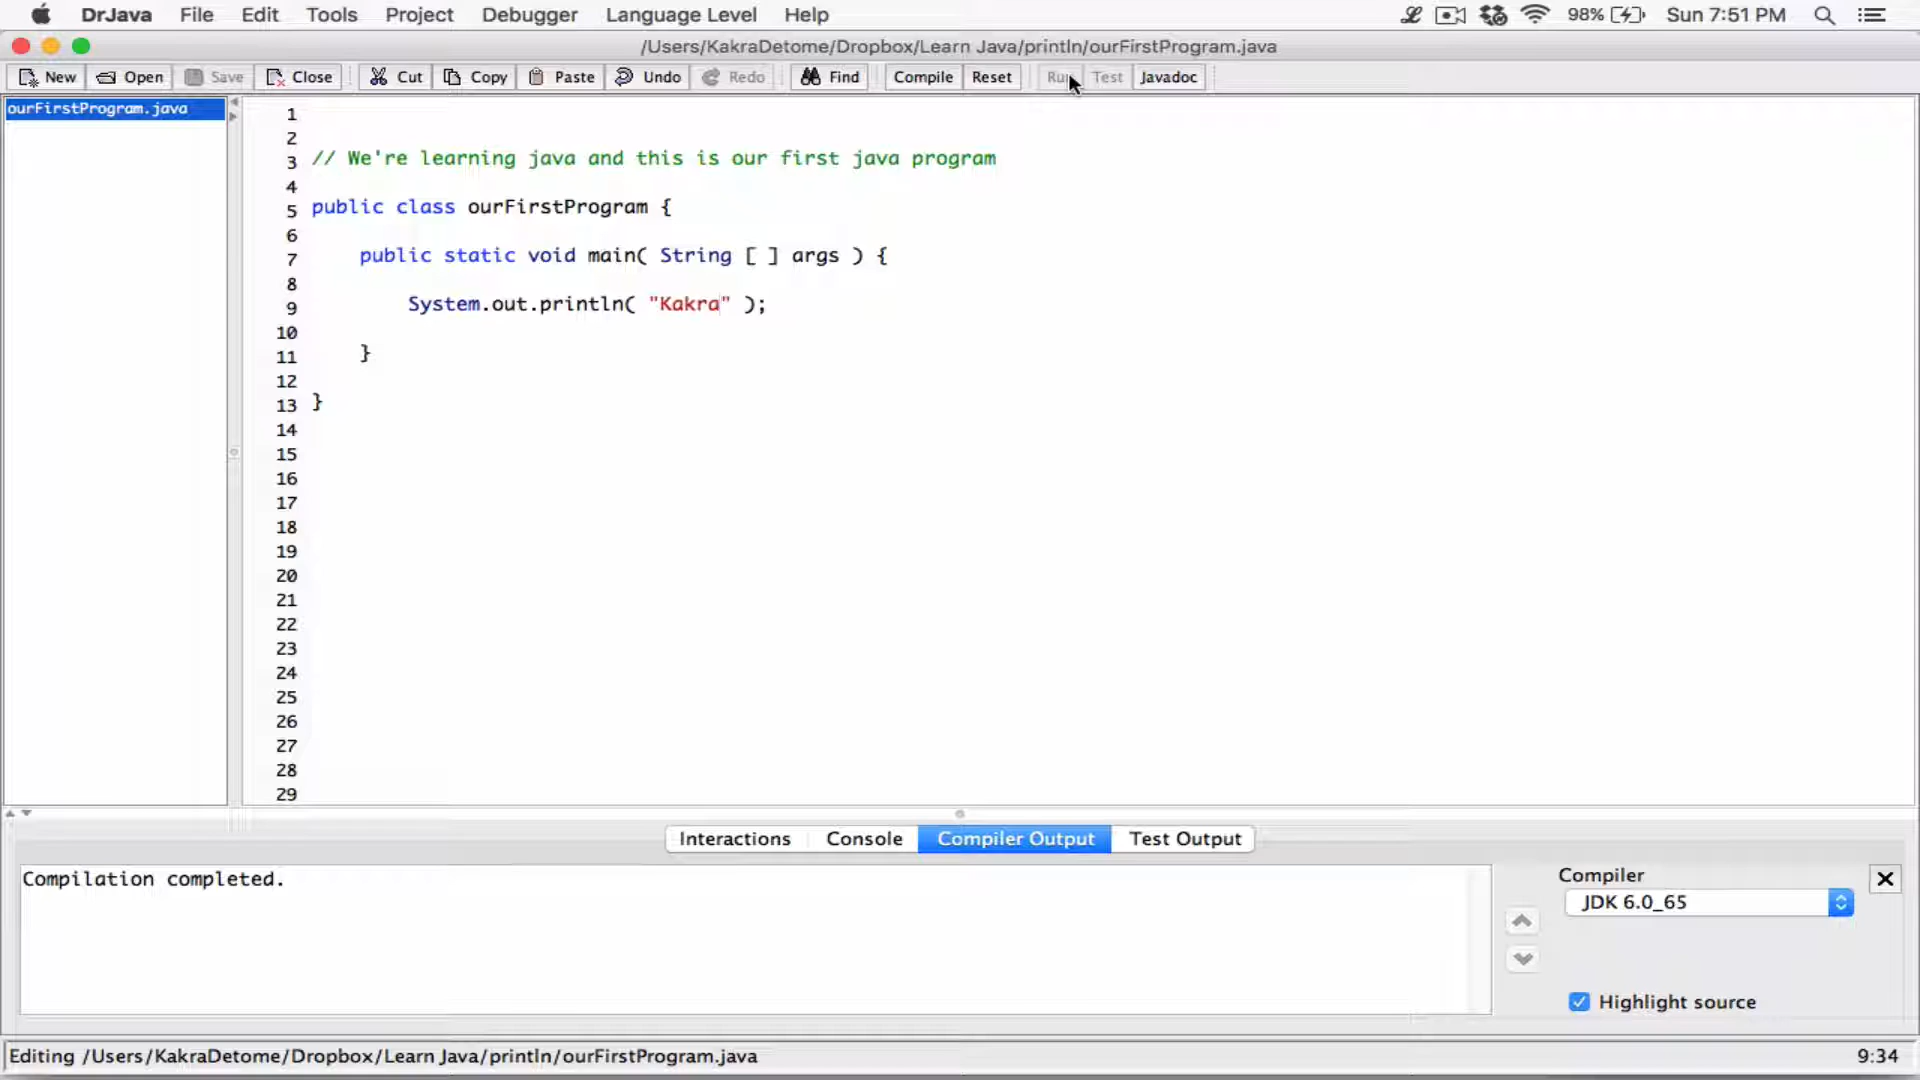 DrJava File Edit Tools Project Debugger Language Level Help 98% Sun 7:51 PM
/Users/KakraDetome/Dropbox/Learn Java/println/ourFirstProgram.java
New Open Save Close Cut Copy Paste Undo Redo Find Compile Reset Test Javadoc
ourFirstProgram.java
1
2
3 // We're learning java and this is our first java program
4
5 public class ourFirstProgram {
6
7 public static void main( String [ ] args ) {
8
9 System.out.println( "Kakra" );
10
11 }
12
13 }
14
15
16
17
18
19
20
21
22
23
24
25
26
27
28
29
Interactions Console Compiler Output Test Output
Compilation completed.
Compiler
JDK 6.0_65
Highlight source
Editing /Users/KakraDetome/Dropbox/Learn Java/println/ourFirstProgram.java 9:34